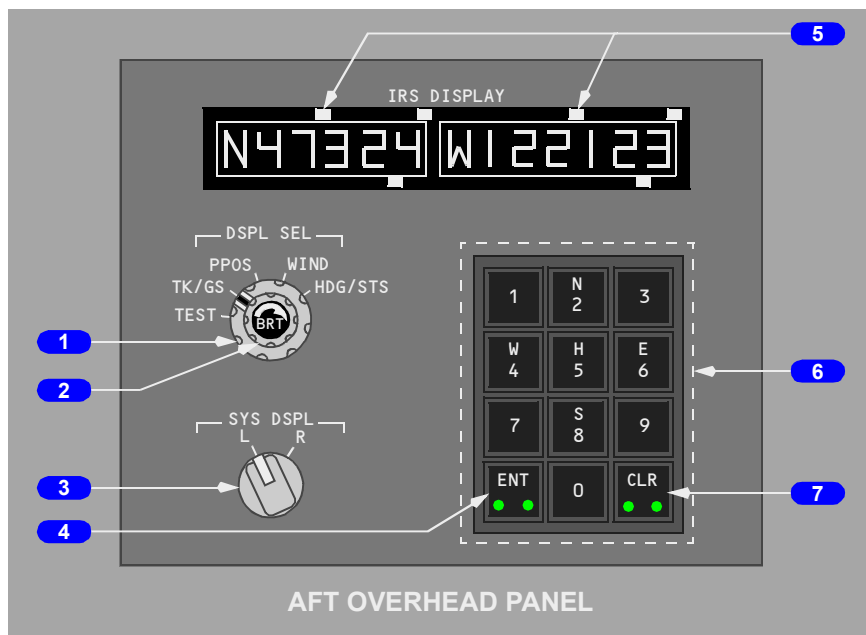 5
IRS DISPLAY
N47324 W122123
DSPL SEL
PPOS WIND
TK/GS HDG/STS
TEST
BRT
1
2
SYS DSPL
L R
3
4
1 N 2 3
W 4 H 5 E 6
7 S 8 9
ENT 0 CLR
6
7
AFT OVERHEAD PANEL